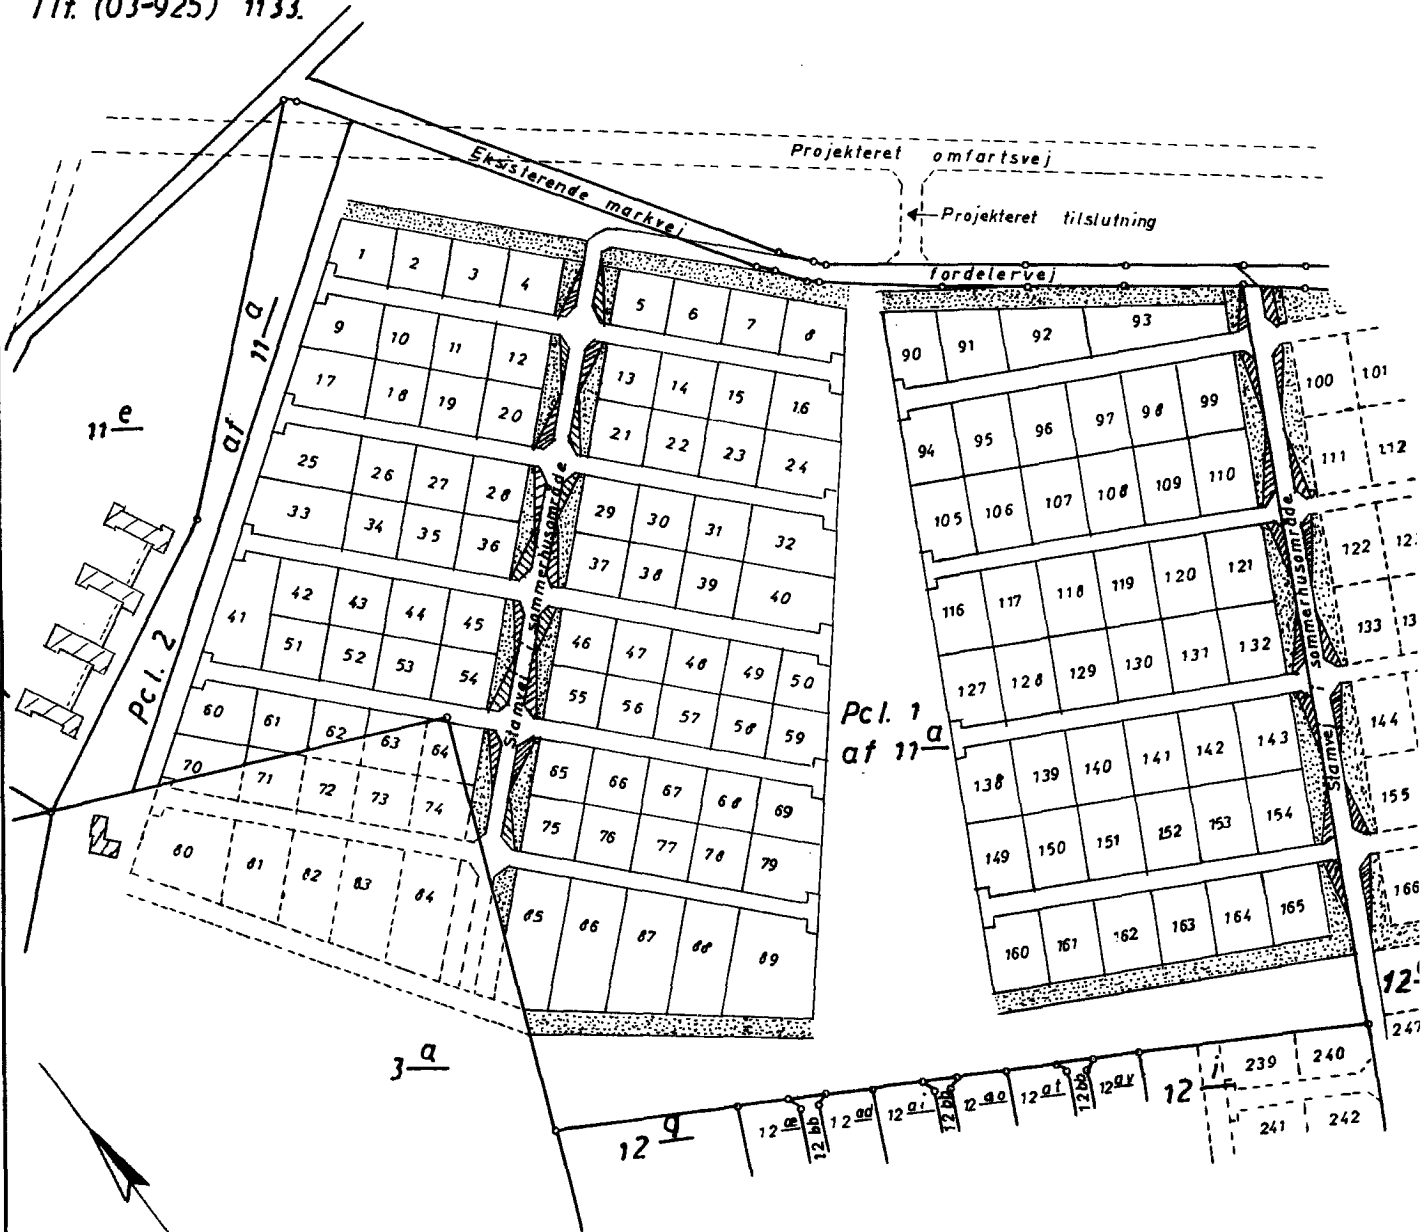 Tlf. (03-925) 1133.
Projekteret omfartsvej
Eksisterende markvej
Projekteret tilslutning
fordelervej
1 2 3 4
5 6 7 8
9 10 11 12
13 14 15 16
17 18 19 20
21 22 23 24
25 26 27 28
29 30 31 32
33 34 35 36
37 38 39 40
41 42 43 44 45
46 47 48 49 50
51 52 53 54
55 56 57 58 59
60 61 62 63 64
65 66 67 68 69
70 71 72 73 74
75 76 77 78 79
80 81 82 83 84
85 86 87 88 89
90 91 92 93
94 95 96 97 98 99
100 101
105 106 107 108 109 110
111 112
116 117 118 119 120 121
122
127 128 129 130 131 132
133
138 139 140 141 142 143
144
149 150 151 152 153 154
155
160 161 162 163 164 165
166
11 e
Pcl. 2 af 11 a
Stamvej i sommerhusområde
Pcl. 1
af 11 a
Stamvej i sommerhusområde
3 a
12 q
12 ae
12 bb
12 ad
12 ai
12 bb
12 ao
12 at
12 bb
12 av
12 i
239 240
241 242
247